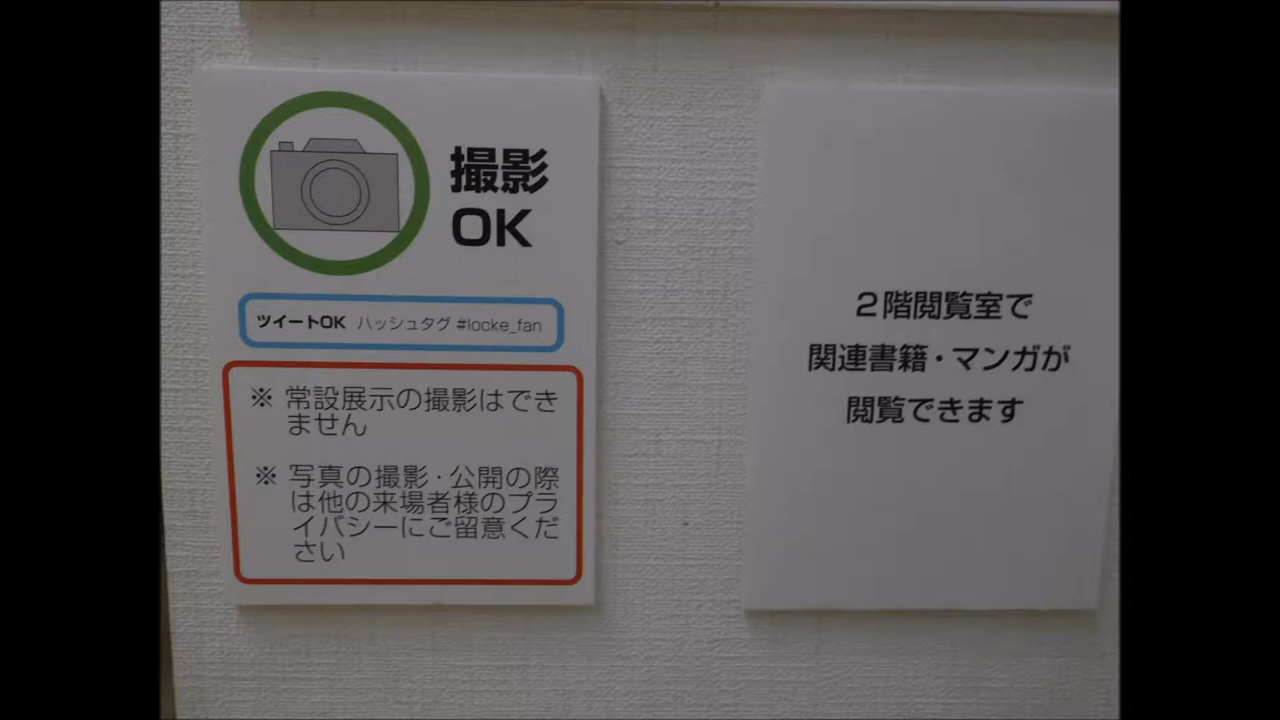 撮影
OK
ツイートOK ハッシュタグ #locke_fan
※ 常設展示の撮影はでき
ません
※ 写真の撮影・公開の際
は他の来場者様のプラ
イバシーにご留意くだ
さい
２階閲覧室で
関連書籍・マンガが
閲覧できます